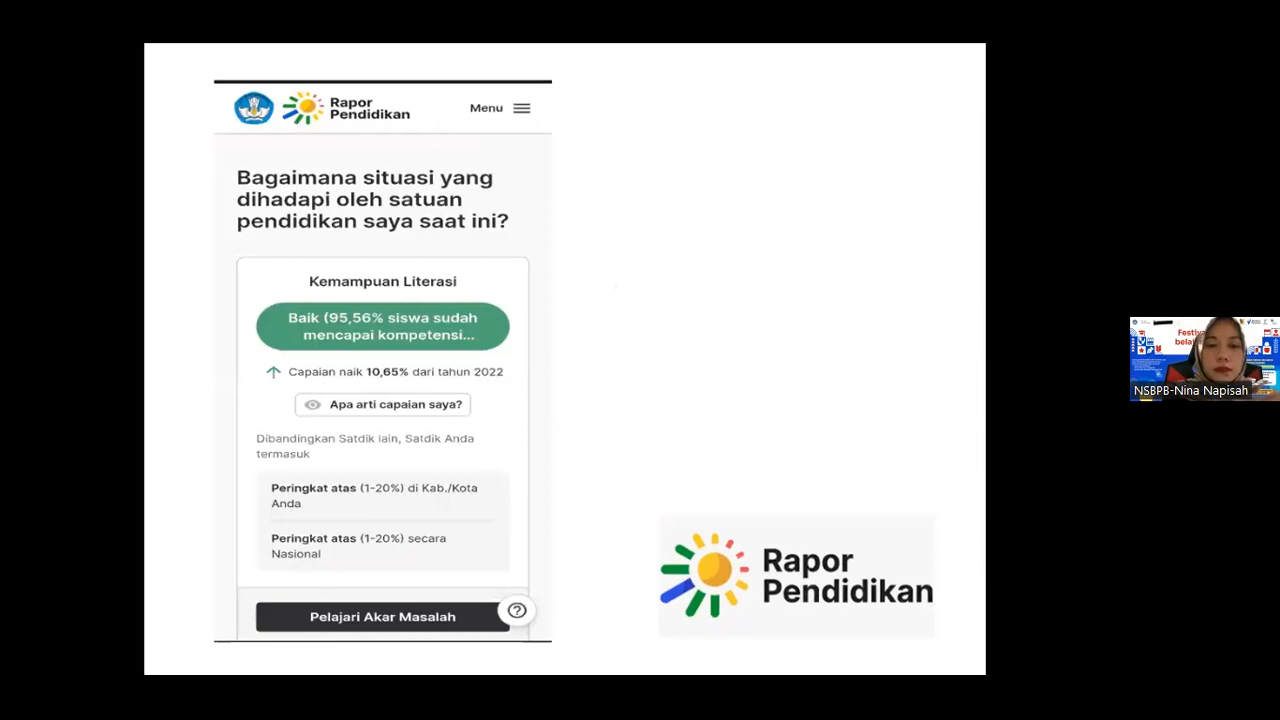 Rapor
Pendidikan
Menu
Bagaimana situasi yang
dihadapi oleh satuan
pendidikan saya saat ini?
Kemampuan Literasi
Baik (95,56% siswa sudah
mencapai kompetensi...
Capaian naik 10,65% dari tahun 2022
Apa arti capaian saya?
Dibandingkan Satdik lain, Satdik Anda
termasuk
Peringkat atas (1-20%) di Kab./Kota
Anda
Peringkat atas (1-20%) secara
Nasional
Pelajari Akar Masalah
?
Rapor
Pendidikan
belaj
NSBPB-Nina Napisah